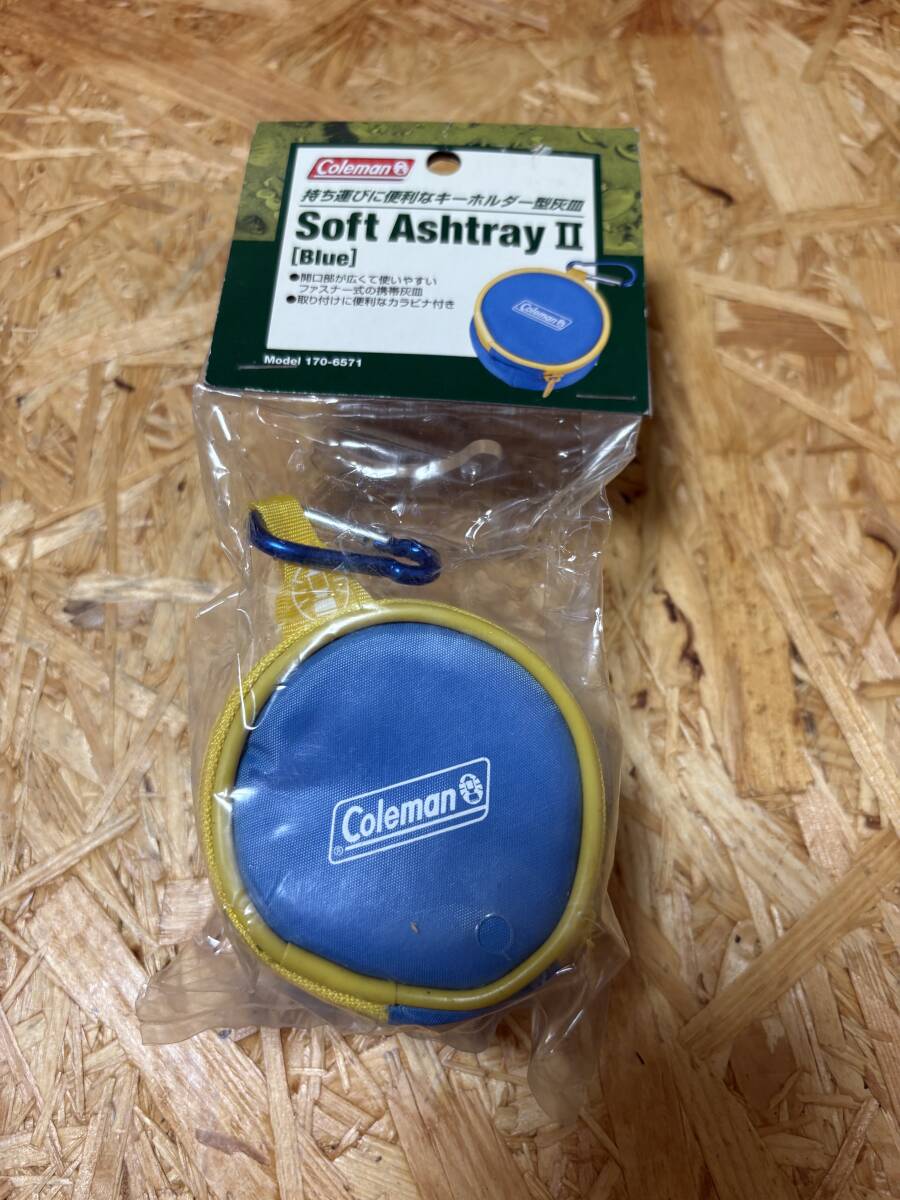 Coleman
持ち運びに便利なキーホルダー型灰皿
Soft Ashtray II
[Blue]
●開口部が広くて使いやすい
ファスナー式の携帯灰皿
●取り付けに便利なカラビナ付き
Coleman
Model 170-6571
® Coleman